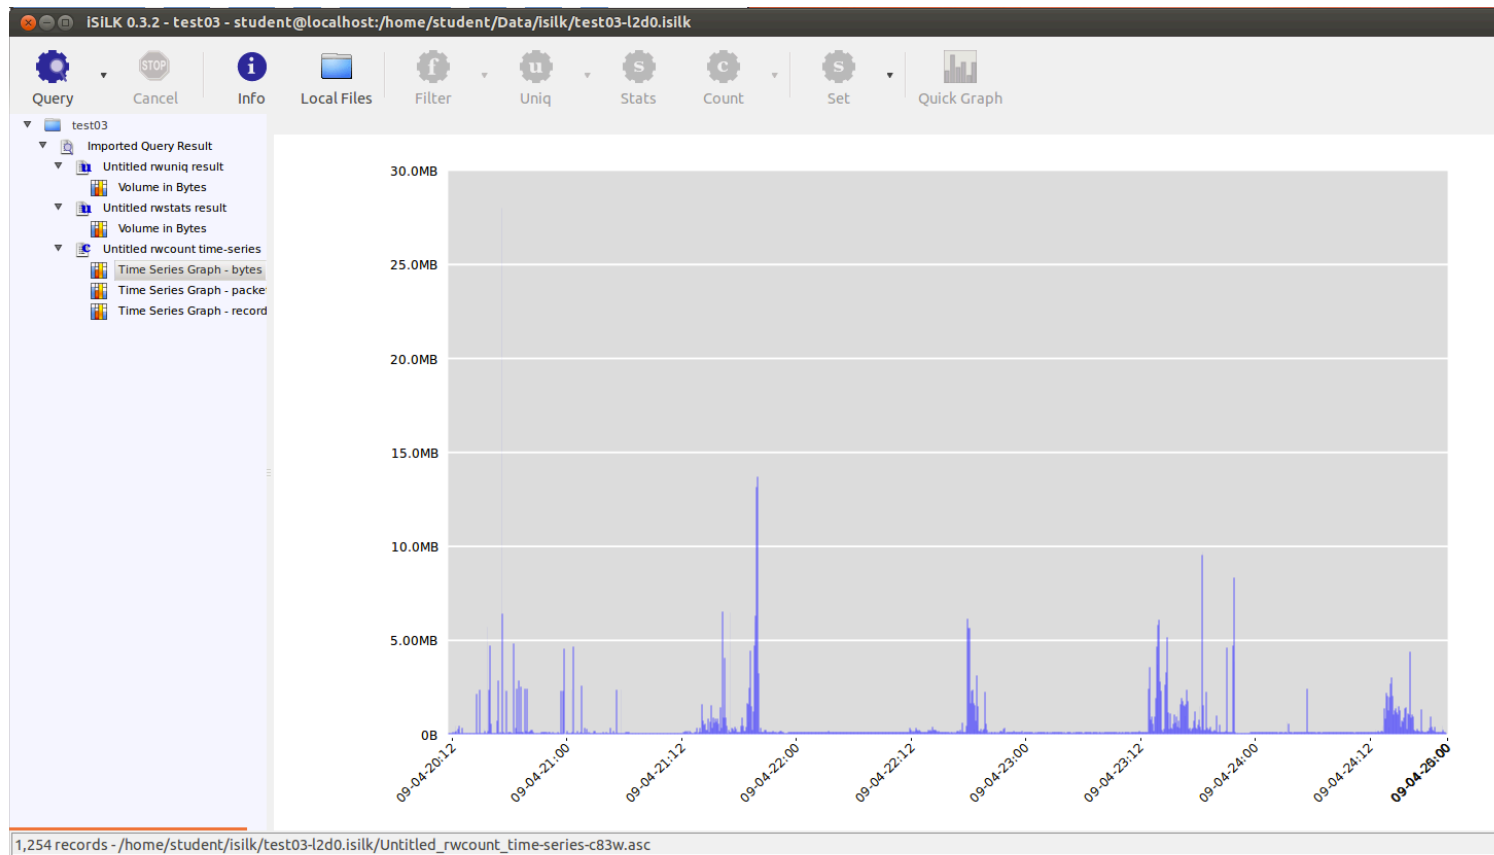 iSiLK 0.3.2 - test03 - student@localhost:/home/student/Data/isilk/test03-l2d0.isilk
Query
STOP
Cancel
i
Info
Local Files
f
Filter
u
Uniq
s
Stats
c
Count
s
Set
Quick Graph
test03
Imported Query Result
u
Untitled rwuniq result
Volume in Bytes
u
Untitled rwstats result
Volume in Bytes
c
Untitled rwcount time-series
Time Series Graph - bytes
Time Series Graph - packe
Time Series Graph - record
30.0MB
25.0MB
20.0MB
15.0MB
10.0MB
5.00MB
0B
09-04-20:12
09-04-21:00
09-04-21:12
09-04-22:00
09-04-22:12
09-04-23:00
09-04-23:12
09-04-24:00
09-04-24:12
1,254 records - /home/student/isilk/test03-l2d0.isilk/Untitled_rwcount_time-series-c83w.asc